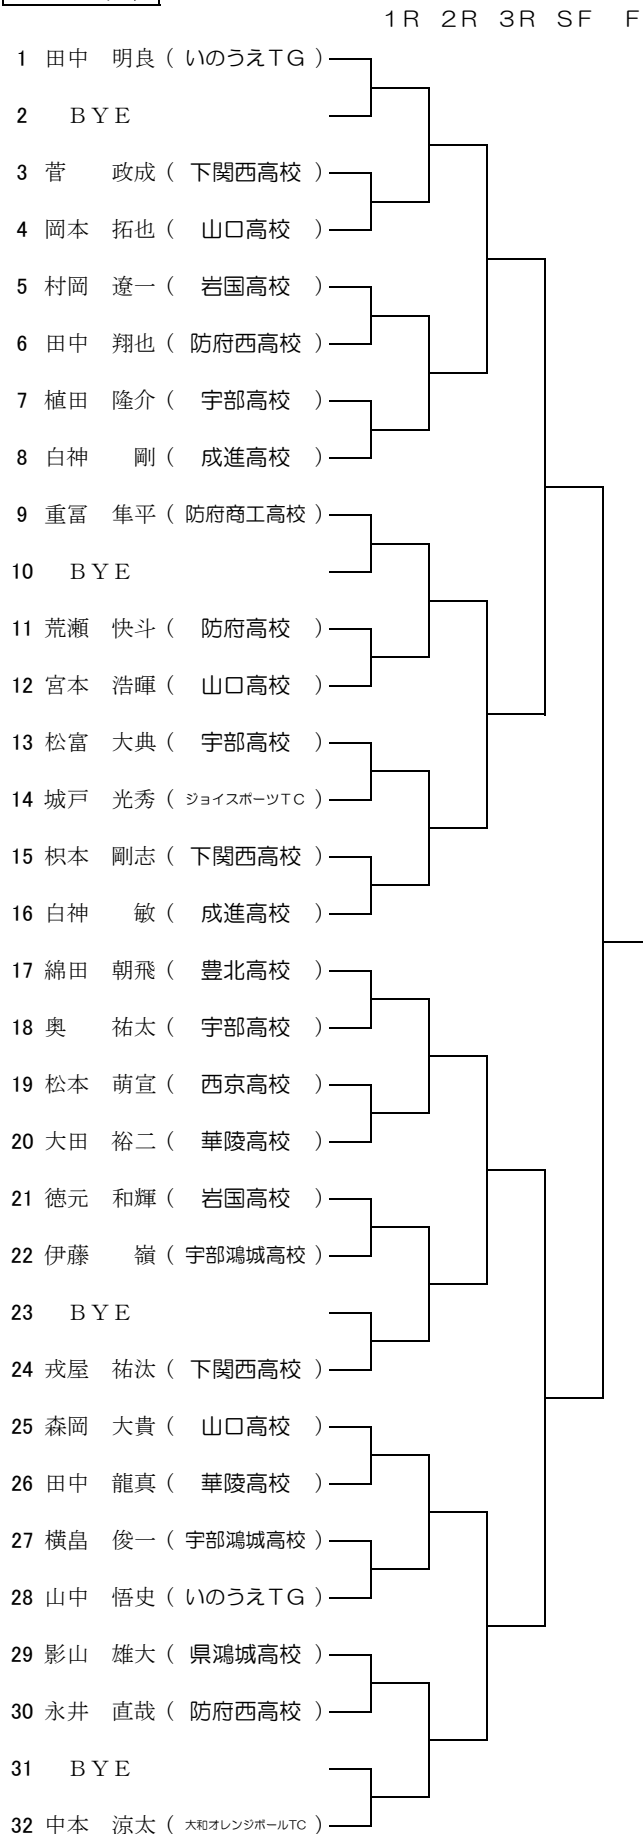 １Ｒ ２Ｒ ３Ｒ ＳＦ Ｆ
1 田中　明良（ いのうえＴＧ ）
2 ＢＹＥ
3 菅　政成（ 下関西高校 ）
4 岡本　拓也（ 山口高校 ）
5 村岡　遼一（ 岩国高校 ）
6 田中　翔也（ 防府西高校 ）
7 植田　隆介（ 宇部高校 ）
8 白神　剛（ 成進高校 ）
9 重冨　隼平（ 防府商工高校 ）
10 ＢＹＥ
11 荒瀬　快斗（ 防府高校 ）
12 宮本　浩暉（ 山口高校 ）
13 松富　大典（ 宇部高校 ）
14 城戸　光秀（ ジョイスポーツＴＣ ）
15 枳本　剛志（ 下関西高校 ）
16 白神　敏（ 成進高校 ）
17 綿田　朝飛（ 豊北高校 ）
18 奥　祐太（ 宇部高校 ）
19 松本　萌宣（ 西京高校 ）
20 大田　裕二（ 華陵高校 ）
21 徳元　和輝（ 岩国高校 ）
22 伊藤　嶺（ 宇部鴻城高校 ）
23 ＢＹＥ
24 戎屋　祐汰（ 下関西高校 ）
25 森岡　大貴（ 山口高校 ）
26 田中　龍真（ 華陵高校 ）
27 横畠　俊一（ 宇部鴻城高校 ）
28 山中　悟史（ いのうえＴＧ ）
29 影山　雄大（ 県鴻城高校 ）
30 永井　直哉（ 防府西高校 ）
31 ＢＹＥ
32 中本　涼太（ 大和オレンジボールTC ）